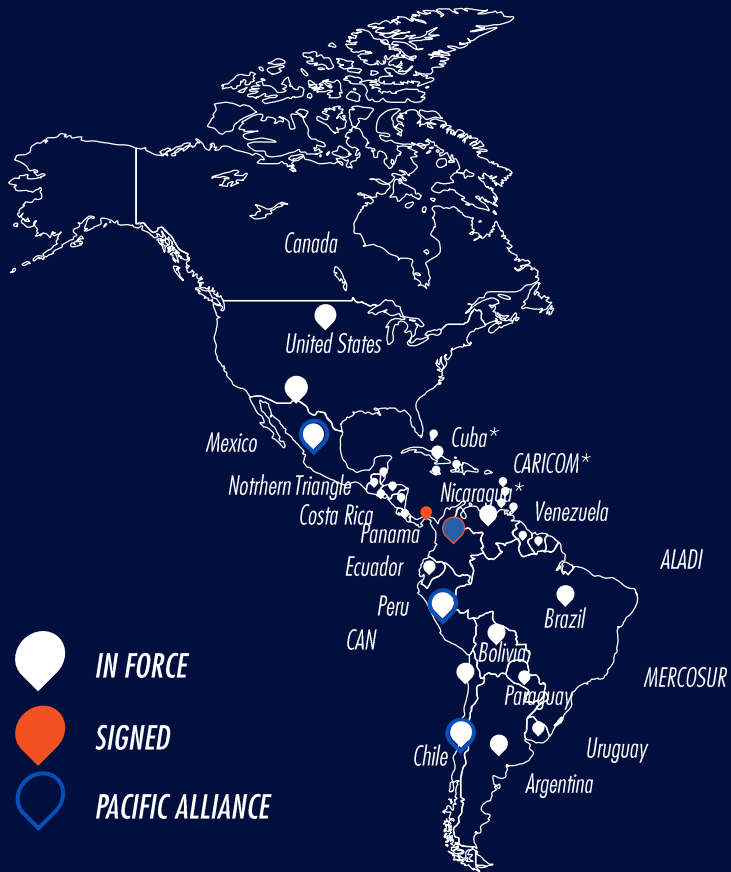 Canada
United States
Mexico
Cuba*
CARICOM*
Notrhern Triangle
Nicaragua*
Costa Rica
Venezuela
Panama
ALADI
Ecuador
Peru
Brazil
CAN
Bolivia
IN FORCE
MERCOSUR
Paraguay
SIGNED
Uruguay
Chile
Argentina
PACIFIC ALLIANCE